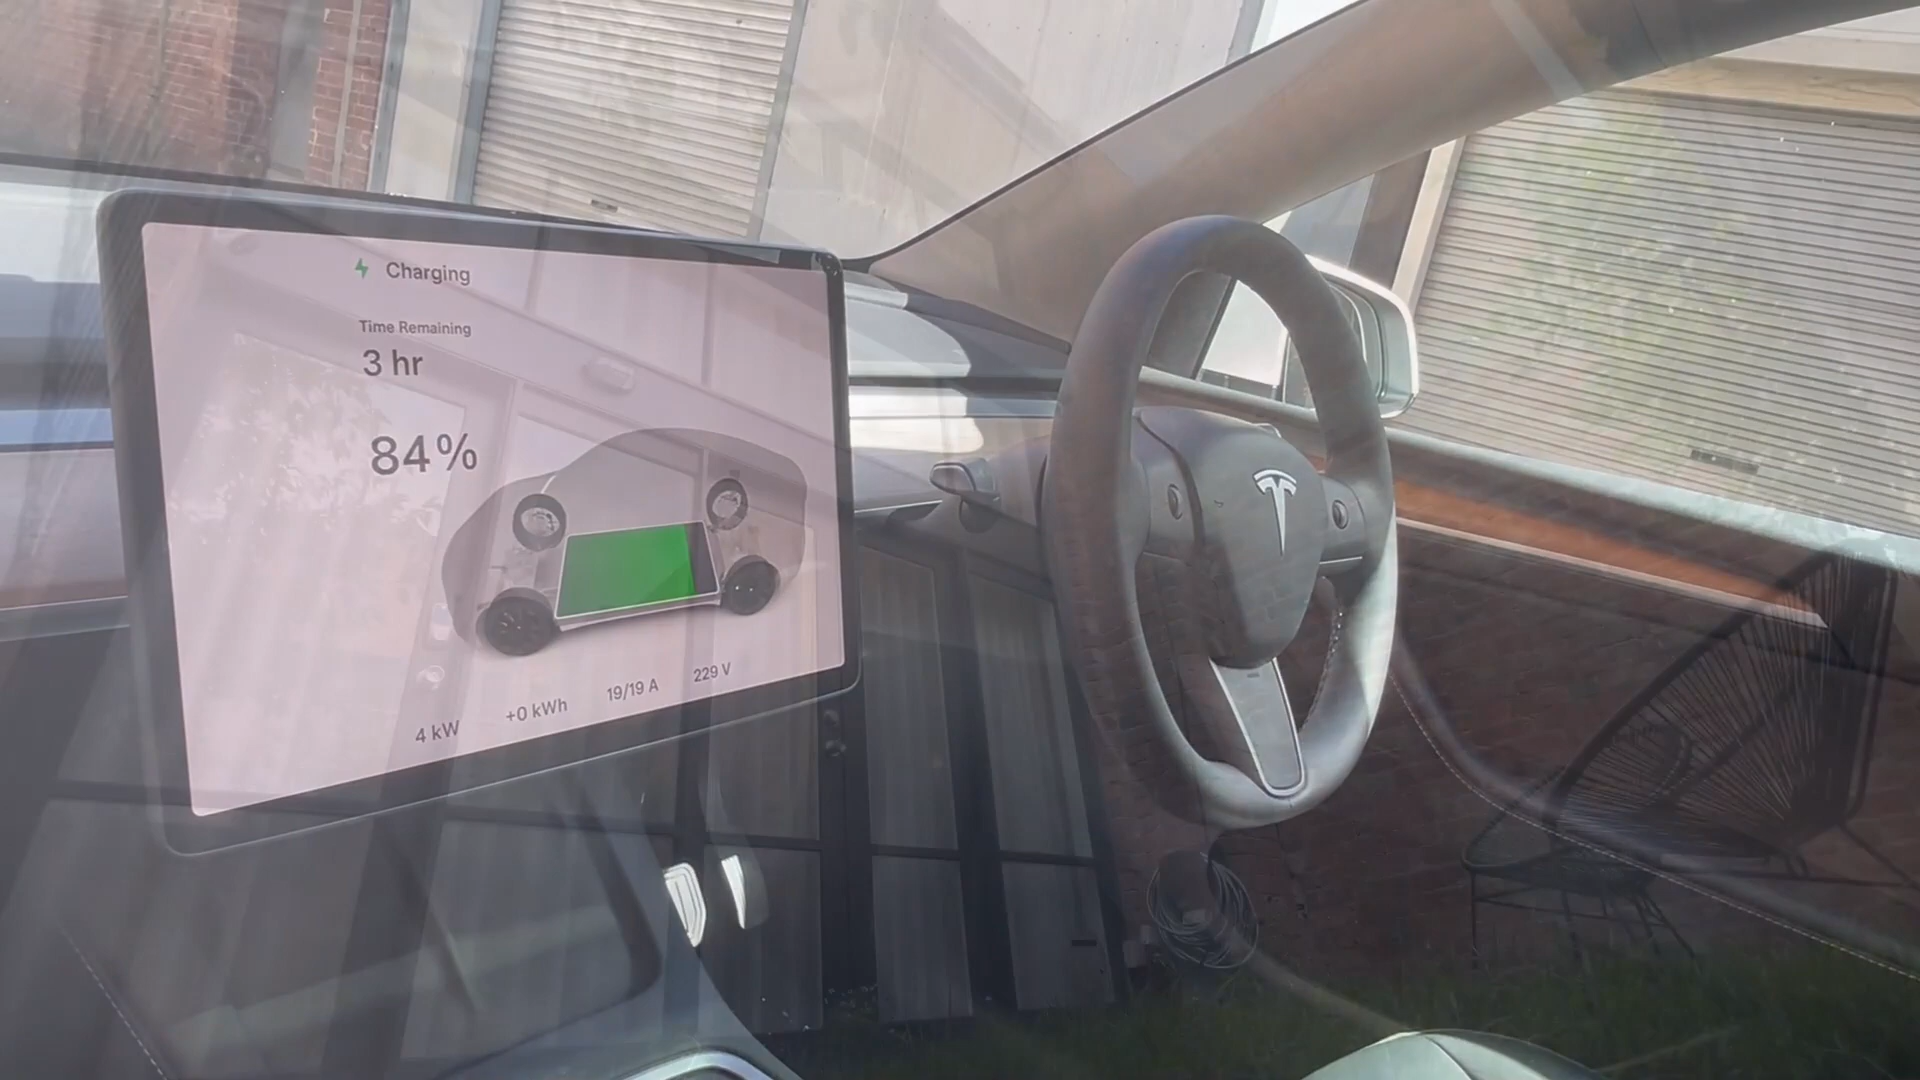 Charging
Time Remaining
3 hr
84%
4 kW
+0 kWh
19/19 A
229 V